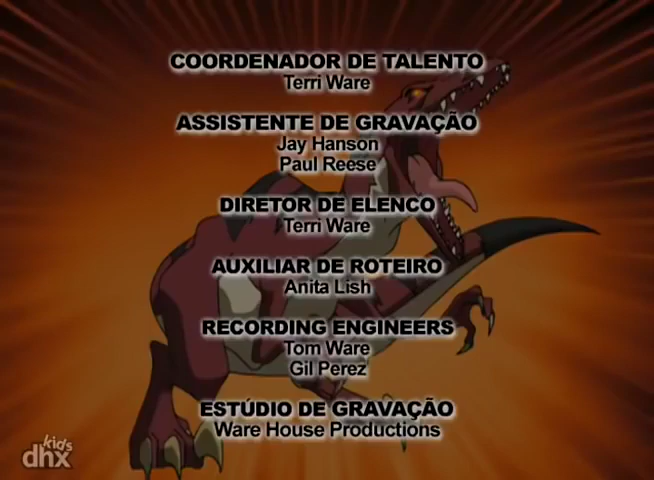 COORDENADOR DE TALENTO
Terri Ware
ASSISTENTE DE GRAVAÇÃO
Jay Hanson
Paul Reese
DIRETOR DE ELENCO
Terri Ware
AUXILIAR DE ROTEIRO
Anita Lish
RECORDING ENGINEERS
Tom Ware
Gil Perez
ESTÚDIO DE GRAVAÇÃO
Ware House Productions
kids
dhx